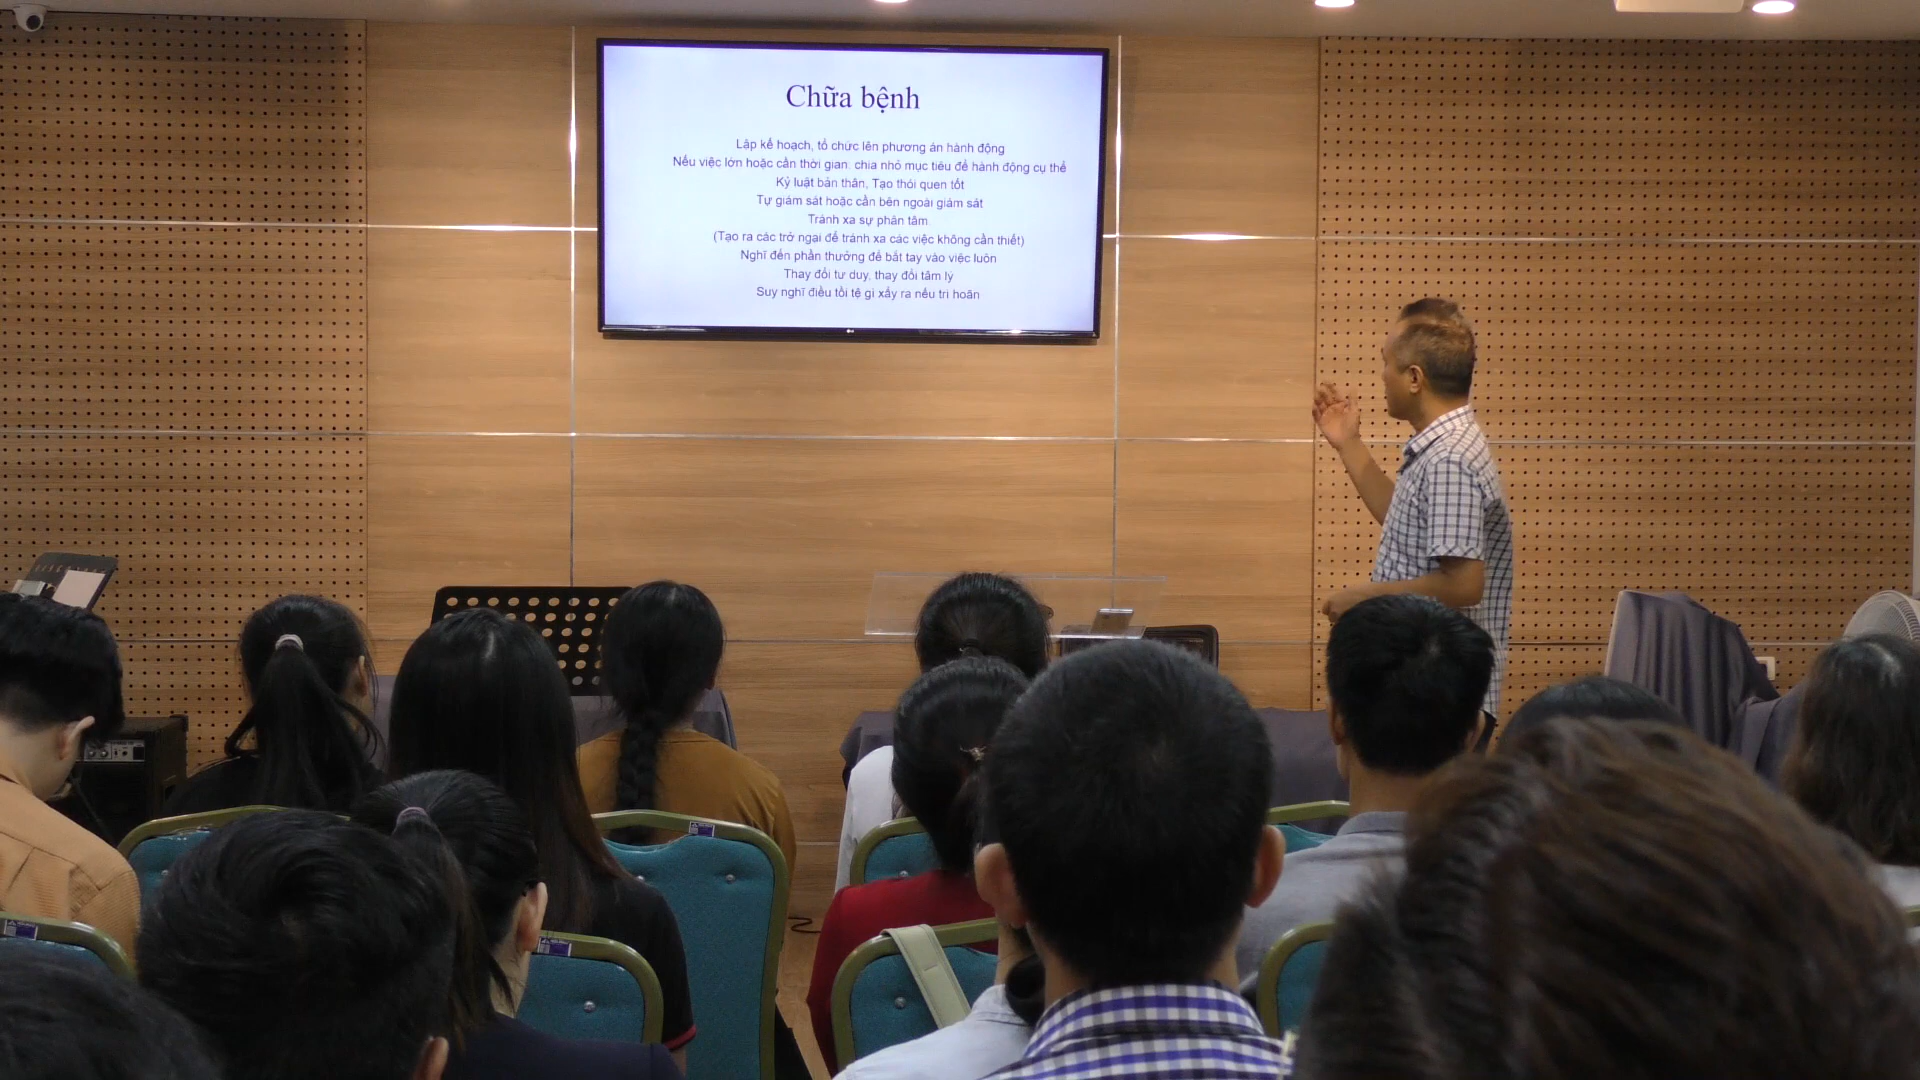 Chữa bệnh
Lập kế hoạch, tổ chức lên phương án hành động
Nếu việc lớn hoặc cần thời gian: chia nhỏ mục tiêu để hành động cụ thể
Kỷ luật bản thân, Tạo thói quen tốt
Tự giám sát hoặc cần bên ngoài giám sát
Tránh xa sự phân tâm
(Tạo ra các trở ngại để tránh xa các việc không cần thiết)
Nghĩ đến phần thưởng để bắt tay vào việc luôn
Thay đổi tư duy, thay đổi tâm lý
Suy nghĩ điều tồi tệ gì xẩy ra nếu trì hoãn
LG